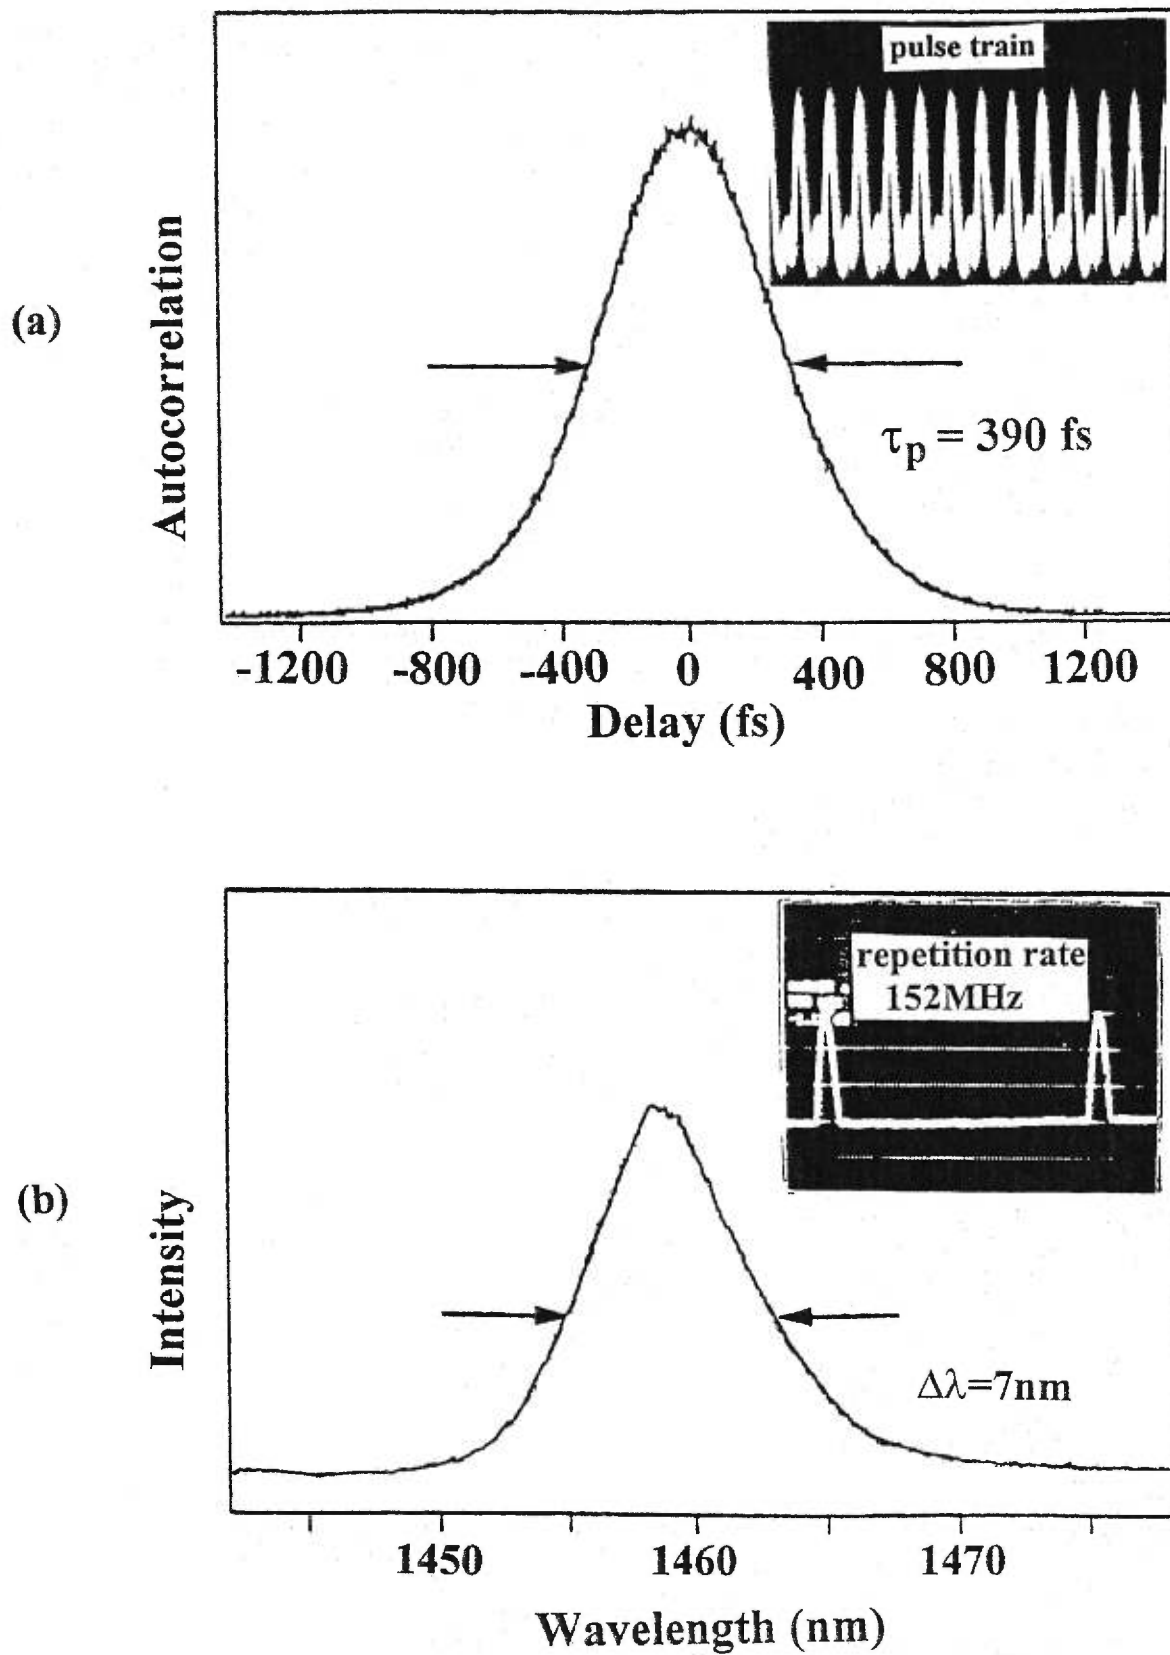 pulse train
(a)
Autocorrelation
τp = 390 fs
-1200 -800 -400 0 400 800 1200
Delay (fs)
repetition rate
152MHz
(b)
Intensity
Δλ=7nm
1450 1460 1470
Wavelength (nm)